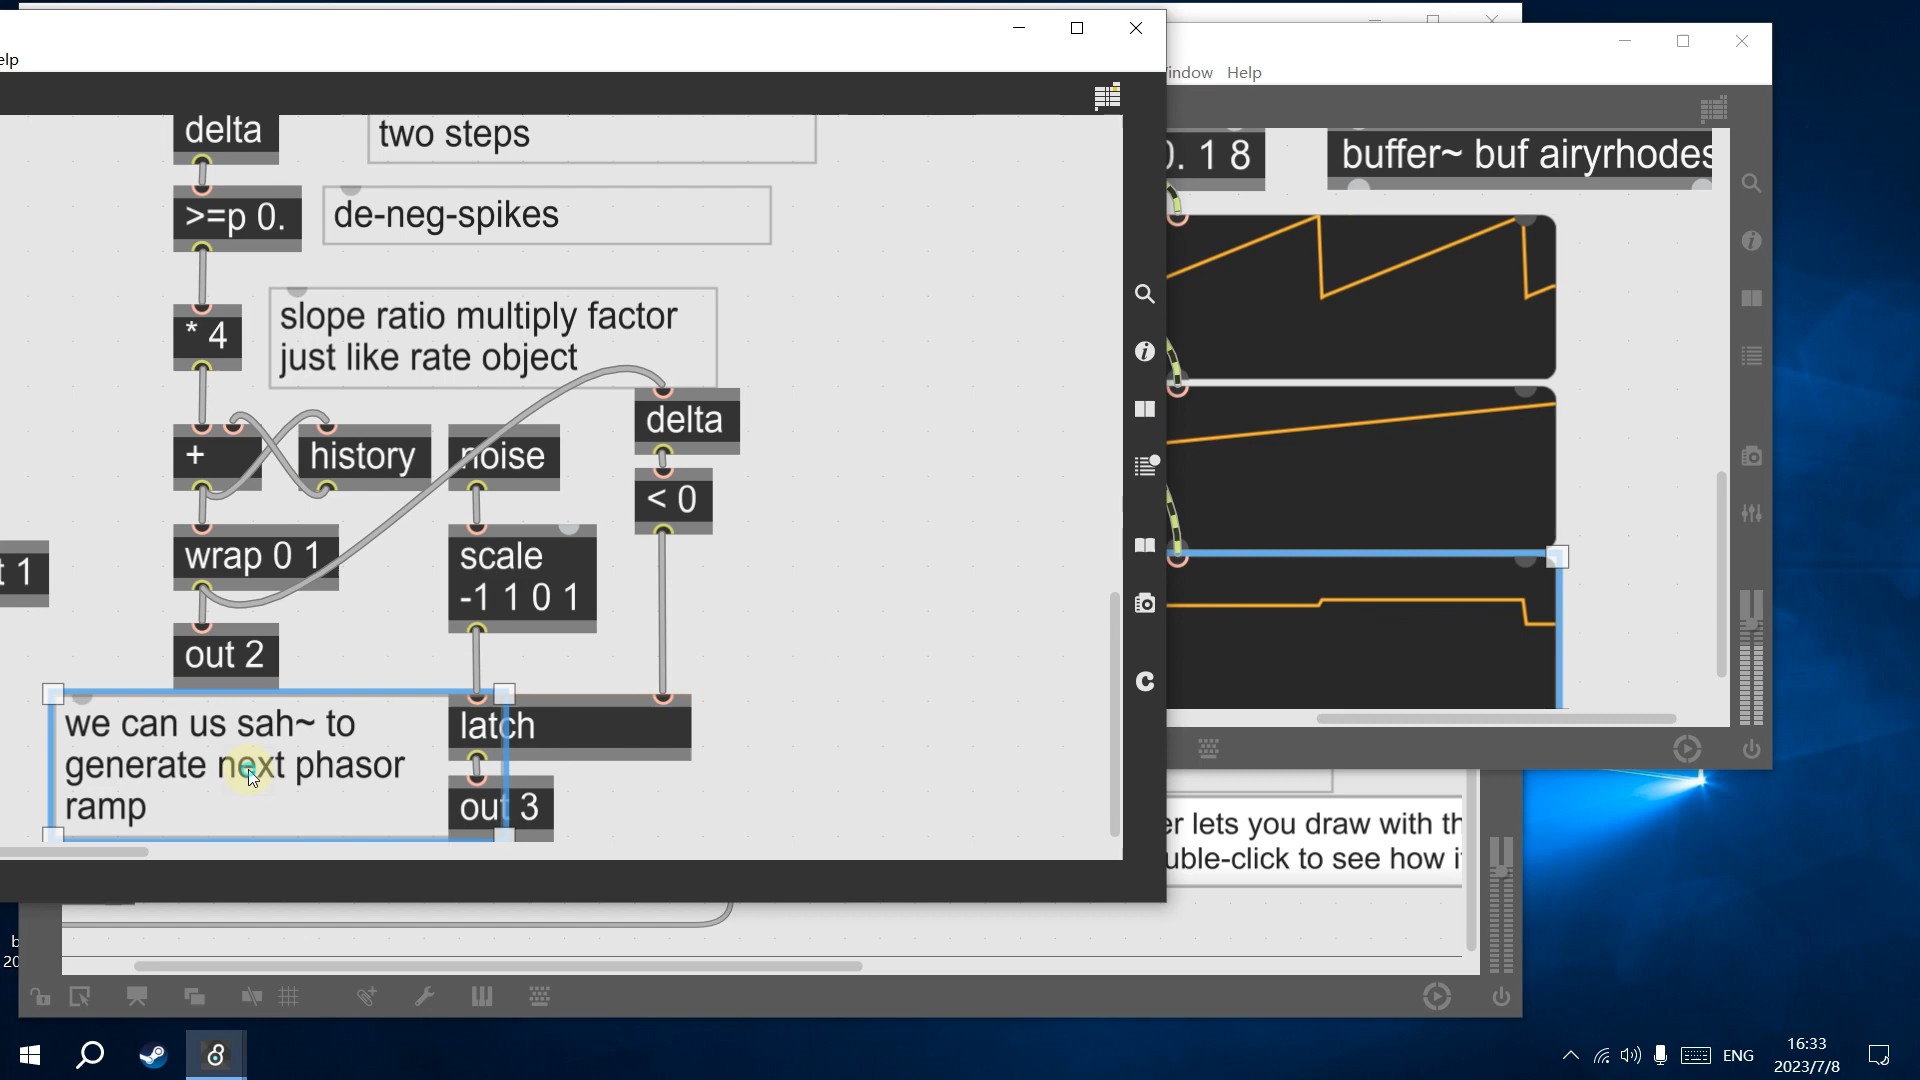 elp
indow Help
delta
two steps
>=p 0.
de-neg-spikes
* 4
slope ratio multiply factor
just like rate object
delta
+
history
noise
< 0
wrap 0 1
scale
-1 1 0 1
t 1
out 2
we can us sah~ to
generate next phasor
ramp
latch
out 3
0. 1 8
buffer~ buf airyrhodes
er lets you draw with th
uble-click to see how i
b
20
ENG
16:33
2023/7/8